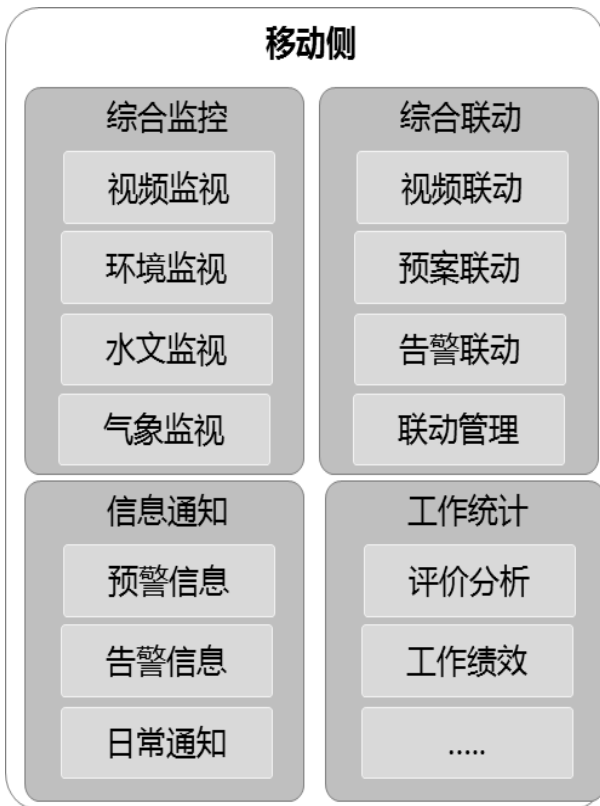 移动侧
综合监控
视频监视
环境监视
水文监视
气象监视
综合联动
视频联动
预案联动
告警联动
联动管理
信息通知
预警信息
告警信息
日常通知
工作统计
评价分析
工作绩效
.....